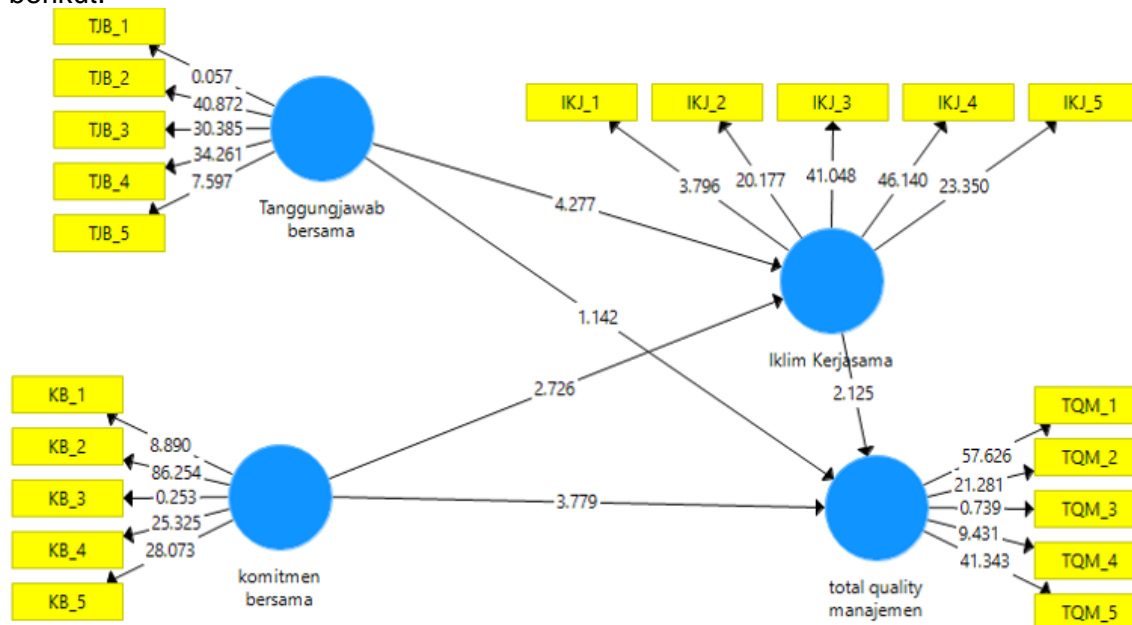 berikut:
TJB_1
TJB_2
TJB_3
TJB_4
TJB_5
0.057
40.872
30.385
34.261
7.597
Tanggungjawab
bersama
IKJ_1
IKJ_2
IKJ_3
IKJ_4
IKJ_5
3.796
20.177
41.048
46.140
23.350
Iklim Kerjasama
4.277
1.142
2.726
2.125
3.779
KB_1
KB_2
KB_3
KB_4
KB_5
8.890
86.254
0.253
25.325
28.073
komitmen
bersama
TQM_1
TQM_2
TQM_3
TQM_4
TQM_5
57.626
21.281
0.739
9.431
41.343
total quality
manajemen